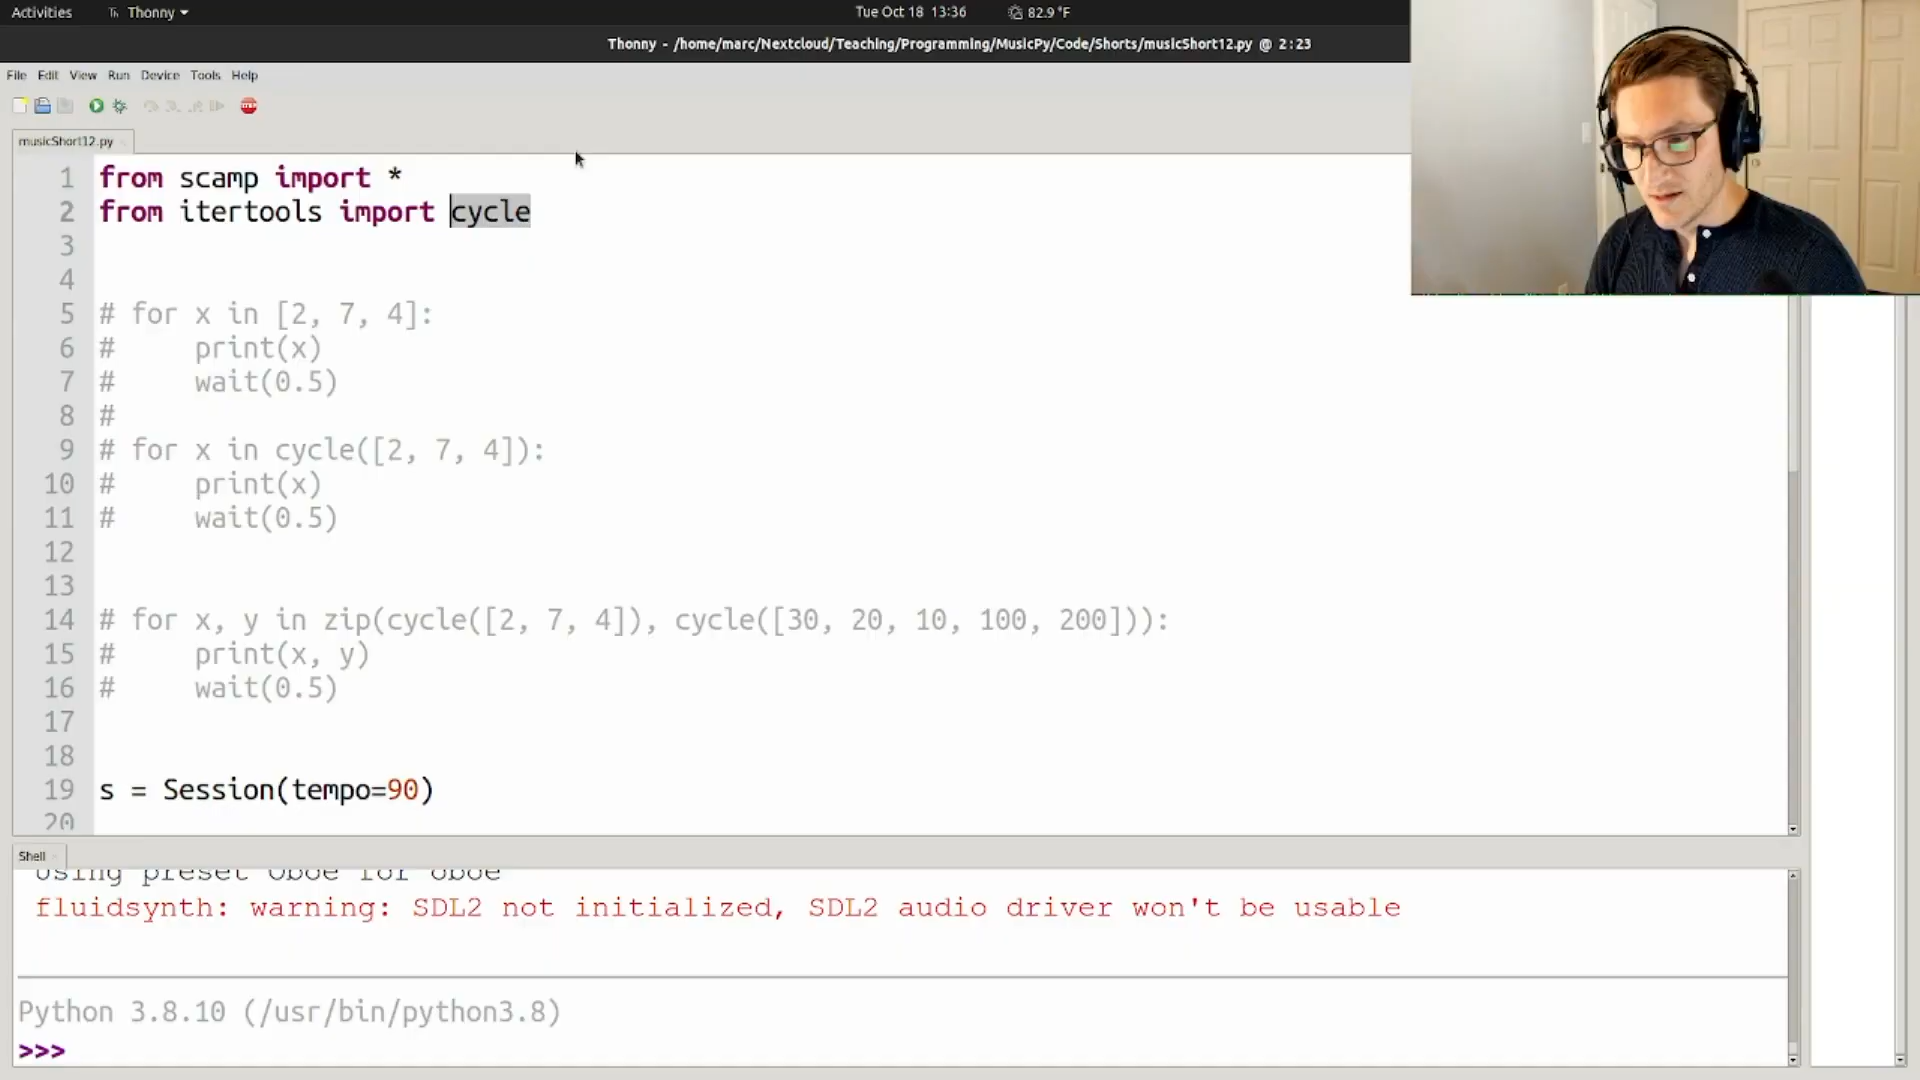 Activities
Thonny
Tue Oct 18 13:36
82.9 °F
Thonny - /home/marc/Nextcloud/Teaching/Programming/MusicPy/Code/Shorts/musicShort12.py @ 2:23
File Edit View Run Device Tools Help
musicShort12.py
1 from scamp import *
2 from itertools import cycle
3
4
5 # for x in [2, 7, 4]:
6 #     print(x)
7 #     wait(0.5)
8 #
9 # for x in cycle([2, 7, 4]):
10 #     print(x)
11 #     wait(0.5)
12
13
14 # for x, y in zip(cycle([2, 7, 4]), cycle([30, 20, 10, 100, 200])):
15 #     print(x, y)
16 #     wait(0.5)
17
18
19 s = Session(tempo=90)
20
Shell
Using preset Oboe for oboe
fluidsynth: warning: SDL2 not initialized, SDL2 audio driver won't be usable
Python 3.8.10 (/usr/bin/python3.8)
>>>